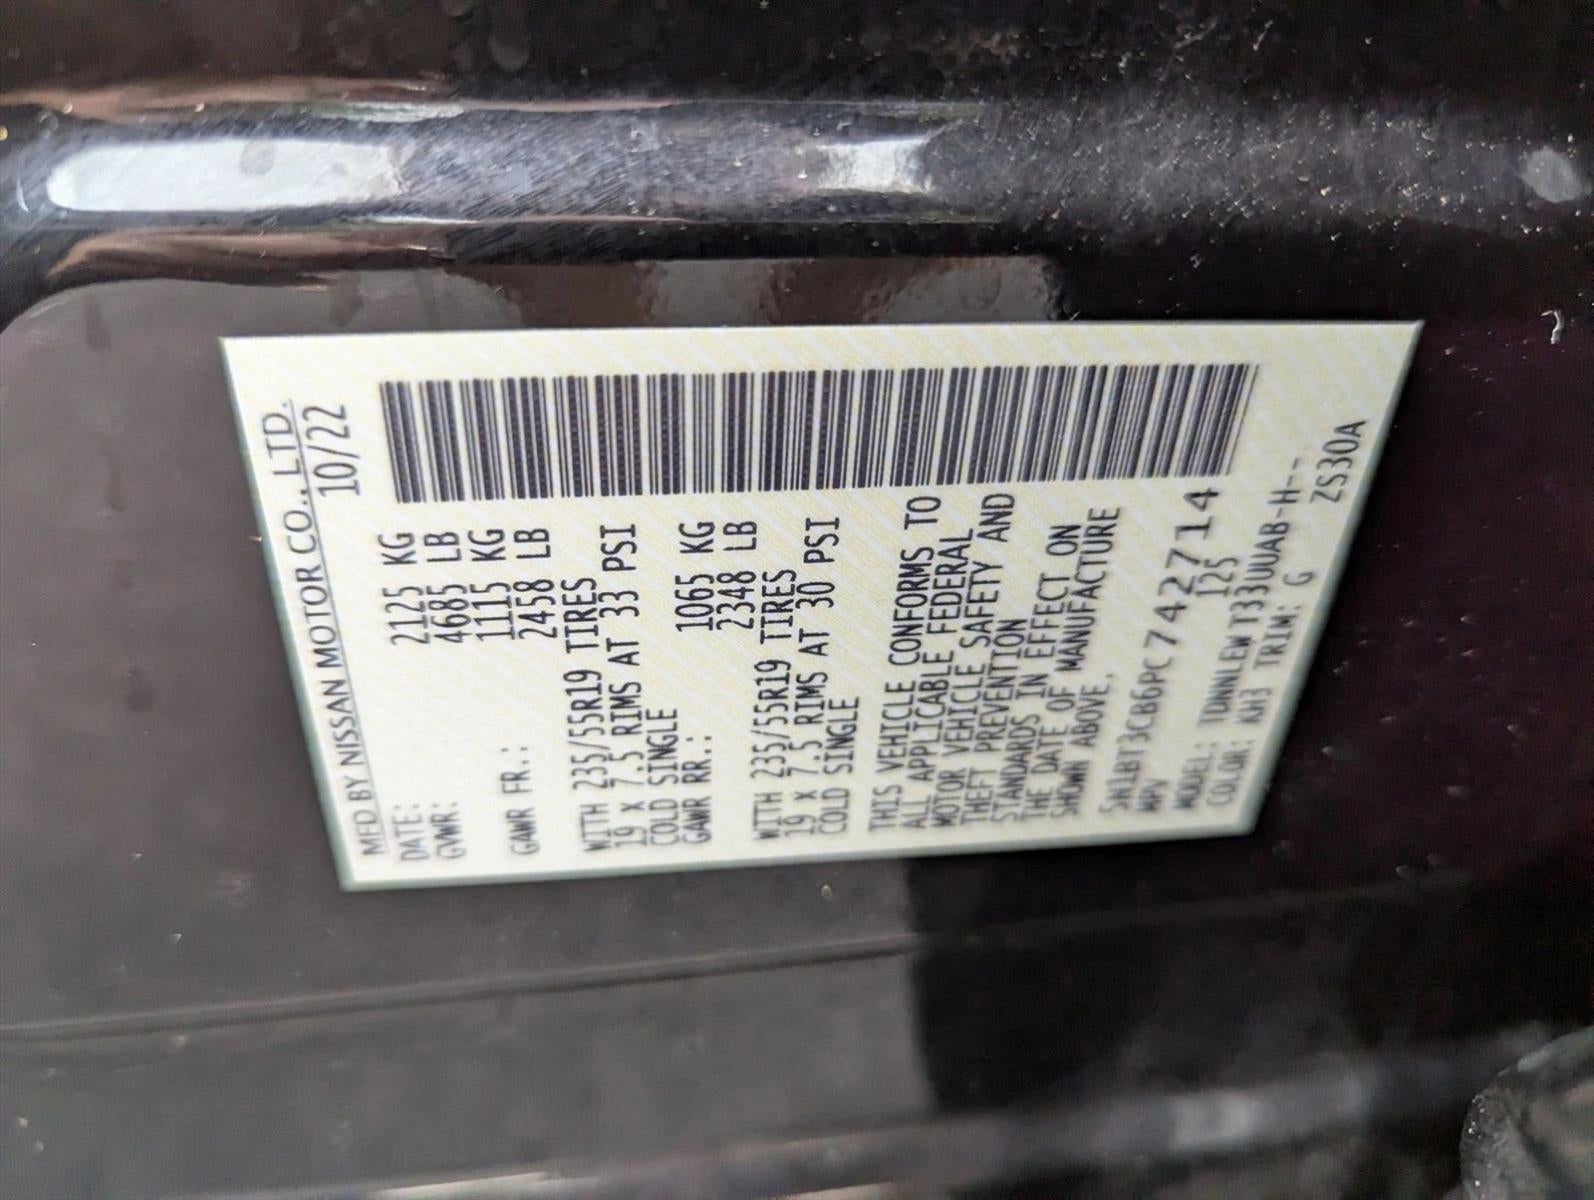 MFD BY NISSAN MOTOR CO., LTD.
DATE: 10/22
GVWR: 2125 KG
4685 LB
GAWR FR.: 1115 KG
2458 LB
WITH 235/55R19 TIRES
19 x 7.5 RIMS AT 33 PSI
COLD SINGLE
GAWR RR.: 1065 KG
2348 LB
WITH 235/55R19 TIRES
19 x 7.5 RIMS AT 30 PSI
COLD SINGLE
THIS VEHICLE CONFORMS TO
ALL APPLICABLE FEDERAL
MOTOR VEHICLE SAFETY AND
THEFT PREVENTION
STANDARDS IN EFFECT ON
THE DATE OF MANUFACTURE
SHOWN ABOVE.
5N1BT3CB6PC742714
MPV 125
MODEL: TDNNLEWT33UUAB-H--
COLOR: KH3 TRIM: G ZS30A